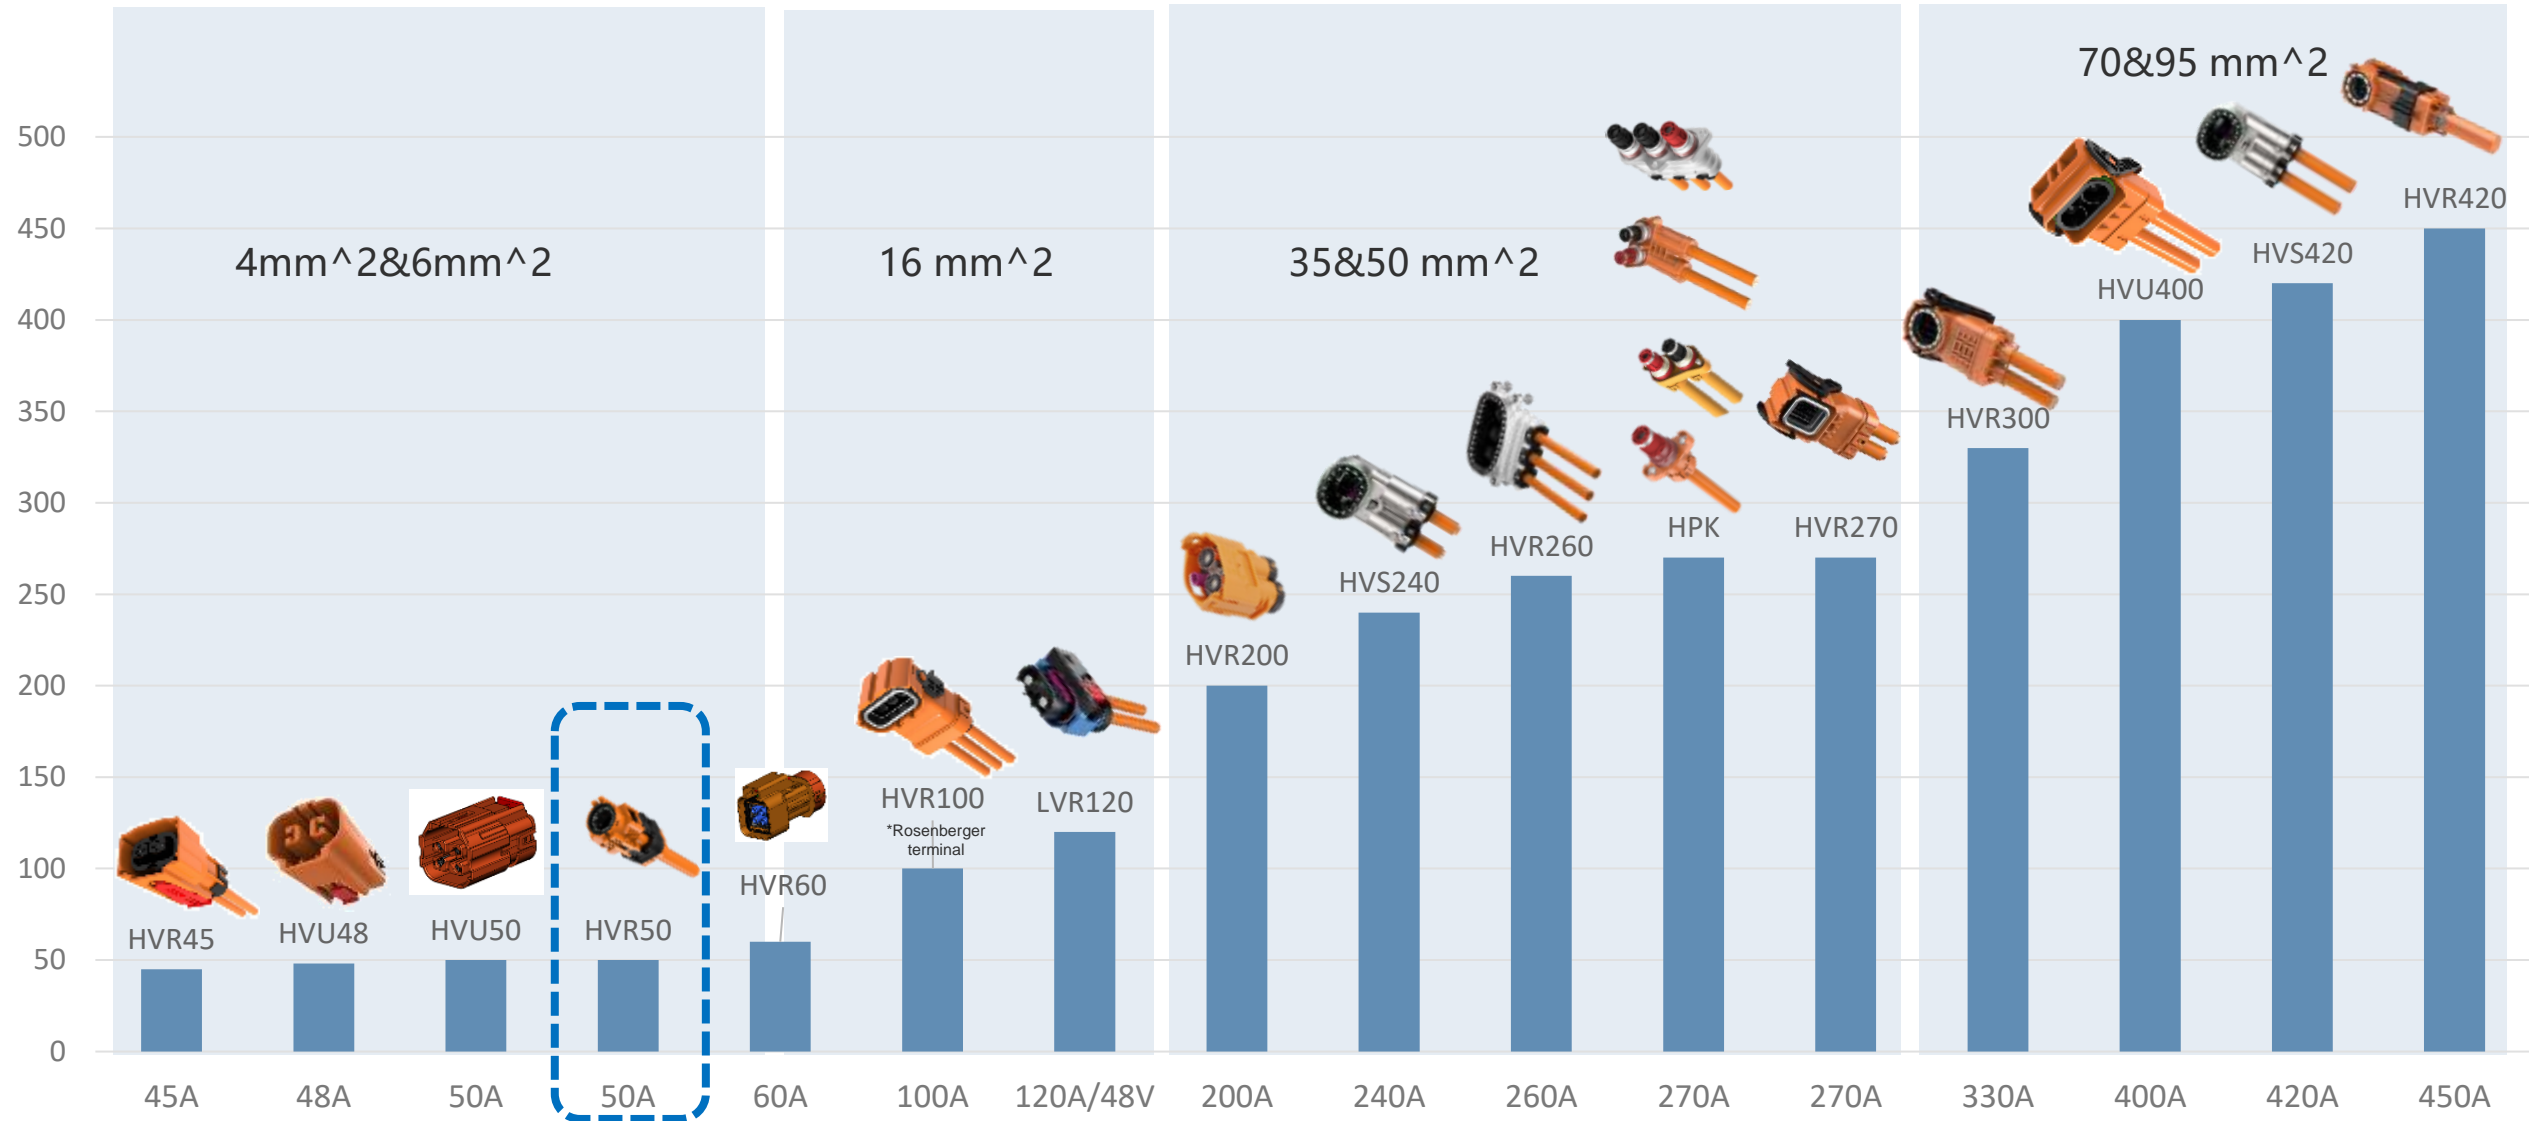 70&95 mm^2
4mm^2&6mm^2
16 mm^2
35&50 mm^2
500
450
400
350
300
250
200
150
100
50
0
HVR45
HVU48
HVU50
HVR50
HVR60
HVR100
*Rosenberger
terminal
LVR120
HVR200
HVS240
HVR260
HPK
HVR270
HVR300
HVU400
HVS420
HVR420
45A
48A
50A
50A
60A
100A
120A/48V
200A
240A
260A
270A
270A
330A
400A
420A
450A